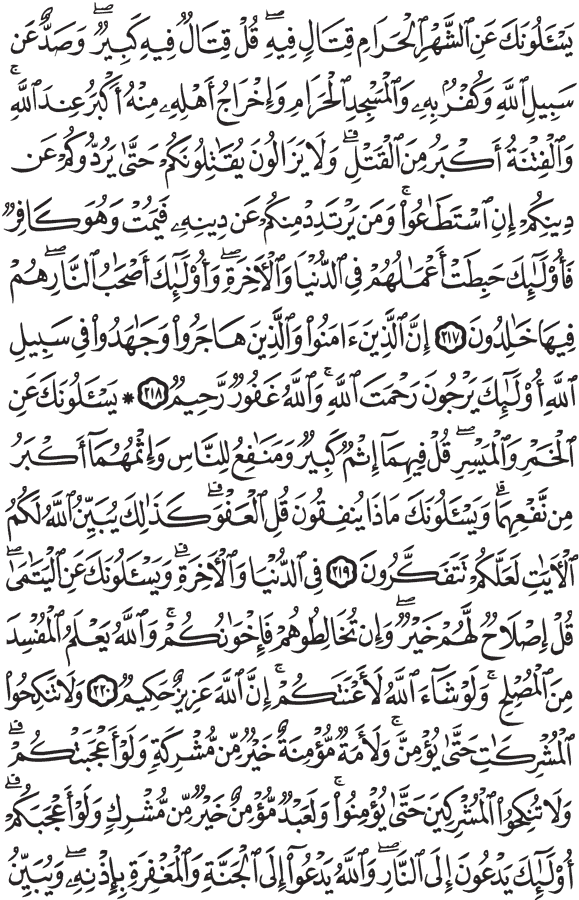 يَسْـَٔلُونَكَ عَنِ ٱلشَّهْرِ ٱلْحَرَامِ قِتَالٍ فِيهِ ۖ قُلْ قِتَالٌ فِيهِ كَبِيرٌ ۖ وَصَدٌّ عَن
سَبِيلِ ٱللَّهِ وَكُفْرٌۢ بِهِۦ وَٱلْمَسْجِدِ ٱلْحَرَامِ وَإِخْرَاجُ أَهْلِهِۦ مِنْهُ أَكْبَرُ عِندَ ٱللَّهِ ۚ
وَٱلْفِتْنَةُ أَكْبَرُ مِنَ ٱلْقَتْلِ ۗ وَلَا يَزَالُونَ يُقَـٰتِلُونَكُمْ حَتَّىٰ يَرُدُّوكُمْ عَن
دِينِكُمْ إِنِ ٱسْتَطَـٰعُوا۟ ۚ وَمَن يَرْتَدِدْ مِنكُمْ عَن دِينِهِۦ فَيَمُتْ وَهُوَ كَافِرٌ
فَأُو۟لَـٰٓئِكَ حَبِطَتْ أَعْمَـٰلُهُمْ فِى ٱلدُّنْيَا وَٱلْـَٔاخِرَةِ ۖ وَأُو۟لَـٰٓئِكَ أَصْحَـٰبُ ٱلنَّارِ ۖ هُمْ
فِيهَا خَـٰلِدُونَ ٢١٧ إِنَّ ٱلَّذِينَ ءَامَنُوا۟ وَٱلَّذِينَ هَاجَرُوا۟ وَجَـٰهَدُوا۟ فِى سَبِيلِ
ٱللَّهِ أُو۟لَـٰٓئِكَ يَرْجُونَ رَحْمَتَ ٱللَّهِ ۚ وَٱللَّهُ غَفُورٌ رَّحِيمٌ ٢١٨ * يَسْـَٔلُونَكَ عَنِ
ٱلْخَمْرِ وَٱلْمَيْسِرِ ۖ قُلْ فِيهِمَآ إِثْمٌ كَبِيرٌ وَمَنَـٰفِعُ لِلنَّاسِ وَإِثْمُهُمَآ أَكْبَرُ
مِن نَّفْعِهِمَا ۗ وَيَسْـَٔلُونَكَ مَاذَا يُنفِقُونَ قُلِ ٱلْعَفْوَ ۗ كَذَٰلِكَ يُبَيِّنُ ٱللَّهُ لَكُمُ
ٱلْـَٔايَـٰتِ لَعَلَّكُمْ تَتَفَكَّرُونَ ٢١٩ فِى ٱلدُّنْيَا وَٱلْـَٔاخِرَةِ ۗ وَيَسْـَٔلُونَكَ عَنِ ٱلْيَتَـٰمَىٰ ۖ
قُلْ إِصْلَاحٌ لَّهُمْ خَيْرٌ ۖ وَإِن تُخَالِطُوهُمْ فَإِخْوَٰنُكُمْ ۚ وَٱللَّهُ يَعْلَمُ ٱلْمُفْسِدَ
مِنَ ٱلْمُصْلِحِ ۚ وَلَوْ شَآءَ ٱللَّهُ لَأَعْنَتَكُمْ ۚ إِنَّ ٱللَّهَ عَزِيزٌ حَكِيمٌ ٢٢٠ وَلَا تَنكِحُوا۟
ٱلْمُشْرِكَـٰتِ حَتَّىٰ يُؤْمِنَّ ۚ وَلَأَمَةٌ مُّؤْمِنَةٌ خَيْرٌ مِّن مُّشْرِكَةٍ وَلَوْ أَعْجَبَتْكُمْ ۗ
وَلَا تُنكِحُوا۟ ٱلْمُشْرِكِينَ حَتَّىٰ يُؤْمِنُوا۟ ۚ وَلَعَبْدٌ مُّؤْمِنٌ خَيْرٌ مِّن مُّشْرِكٍ وَلَوْ أَعْجَبَكُمْ ۗ
أُو۟لَـٰٓئِكَ يَدْعُونَ إِلَى ٱلنَّارِ ۖ وَٱللَّهُ يَدْعُوٓا۟ إِلَى ٱلْجَنَّةِ وَٱلْمَغْفِرَةِ بِإِذْنِهِۦ ۖ وَيُبَيِّنُ